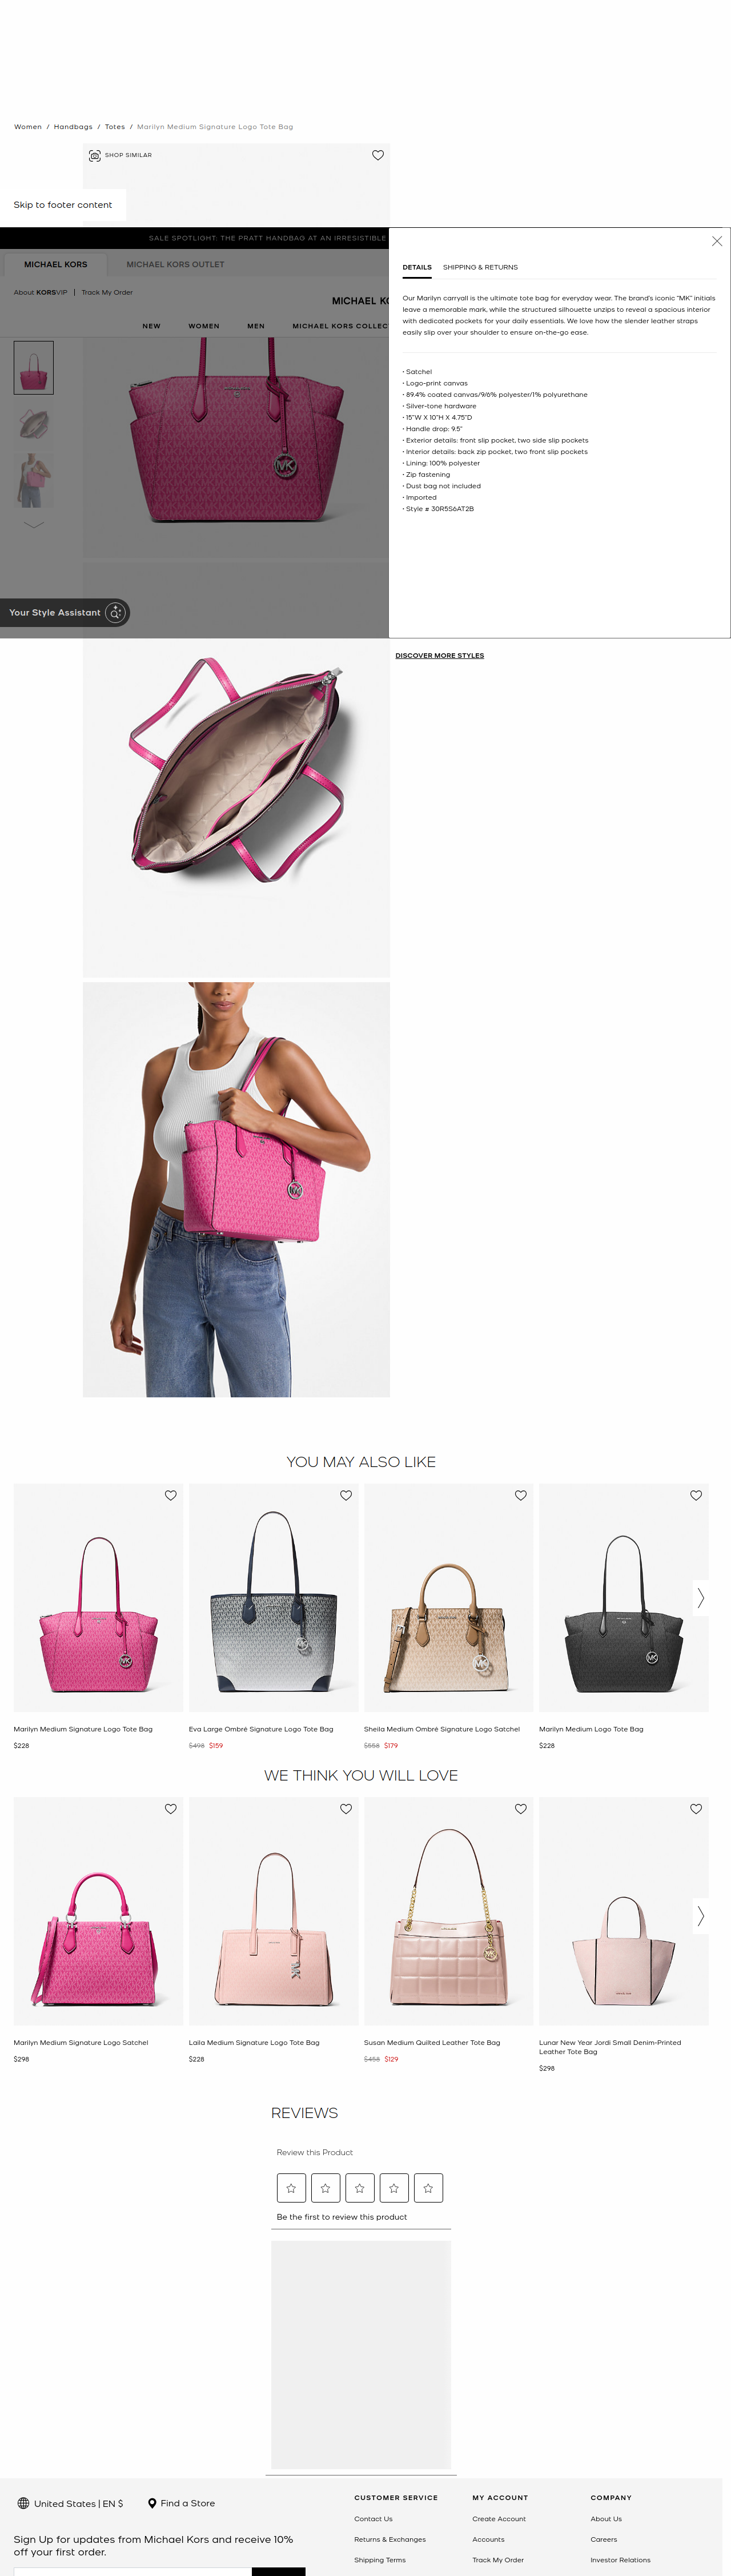 Women / Handbags / Totes / Marilyn Medium Signature Logo Tote Bag
SHOP SIMILAR
Skip to footer content
SALE SPOTLIGHT: THE PRATT HANDBAG AT AN IRRESISTIBLE
MICHAEL KORS
MICHAEL KORS OUTLET
About KORSVIP | Track My Order
MICHAEL KO
NEW
WOMEN
MEN
MICHAEL KORS COLLEC
DETAILS
SHIPPING & RETURNS
Our Marilyn carryall is the ultimate tote bag for everyday wear. The brand's iconic "MK" initials
leave a memorable mark, while the structured silhouette unzips to reveal a spacious interior
with dedicated pockets for your daily essentials. We love how the slender leather straps
easily slip over your shoulder to ensure on-the-go ease.
• Satchel
• Logo-print canvas
• 89.4% coated canvas/9/6% polyester/1% polyurethane
• Silver-tone hardware
• 15"W X 10"H X 4.75"D
• Handle drop: 9.5"
• Exterior details: front slip pocket, two side slip pockets
• Interior details: back zip pocket, two front slip pockets
• Lining: 100% polyester
• Zip fastening
• Dust bag not included
• Imported
• Style # 30R5S6AT2B
Your Style Assistant
DISCOVER MORE STYLES
YOU MAY ALSO LIKE
Marilyn Medium Signature Logo Tote Bag
$228
Eva Large Ombré Signature Logo Tote Bag
$498 $159
Sheila Medium Ombré Signature Logo Satchel
$558 $179
Marilyn Medium Logo Tote Bag
$228
WE THINK YOU WILL LOVE
Marilyn Medium Signature Logo Satchel
$298
Laila Medium Signature Logo Tote Bag
$228
Susan Medium Quilted Leather Tote Bag
$458 $129
Lunar New Year Jordi Small Denim-Printed
Leather Tote Bag
$298
REVIEWS
Review this Product
Be the first to review this product
United States | EN $
Find a Store
Sign Up for updates from Michael Kors and receive 10%
off your first order.
CUSTOMER SERVICE
Contact Us
Returns & Exchanges
Shipping Terms
MY ACCOUNT
Create Account
Accounts
Track My Order
COMPANY
About Us
Careers
Investor Relations